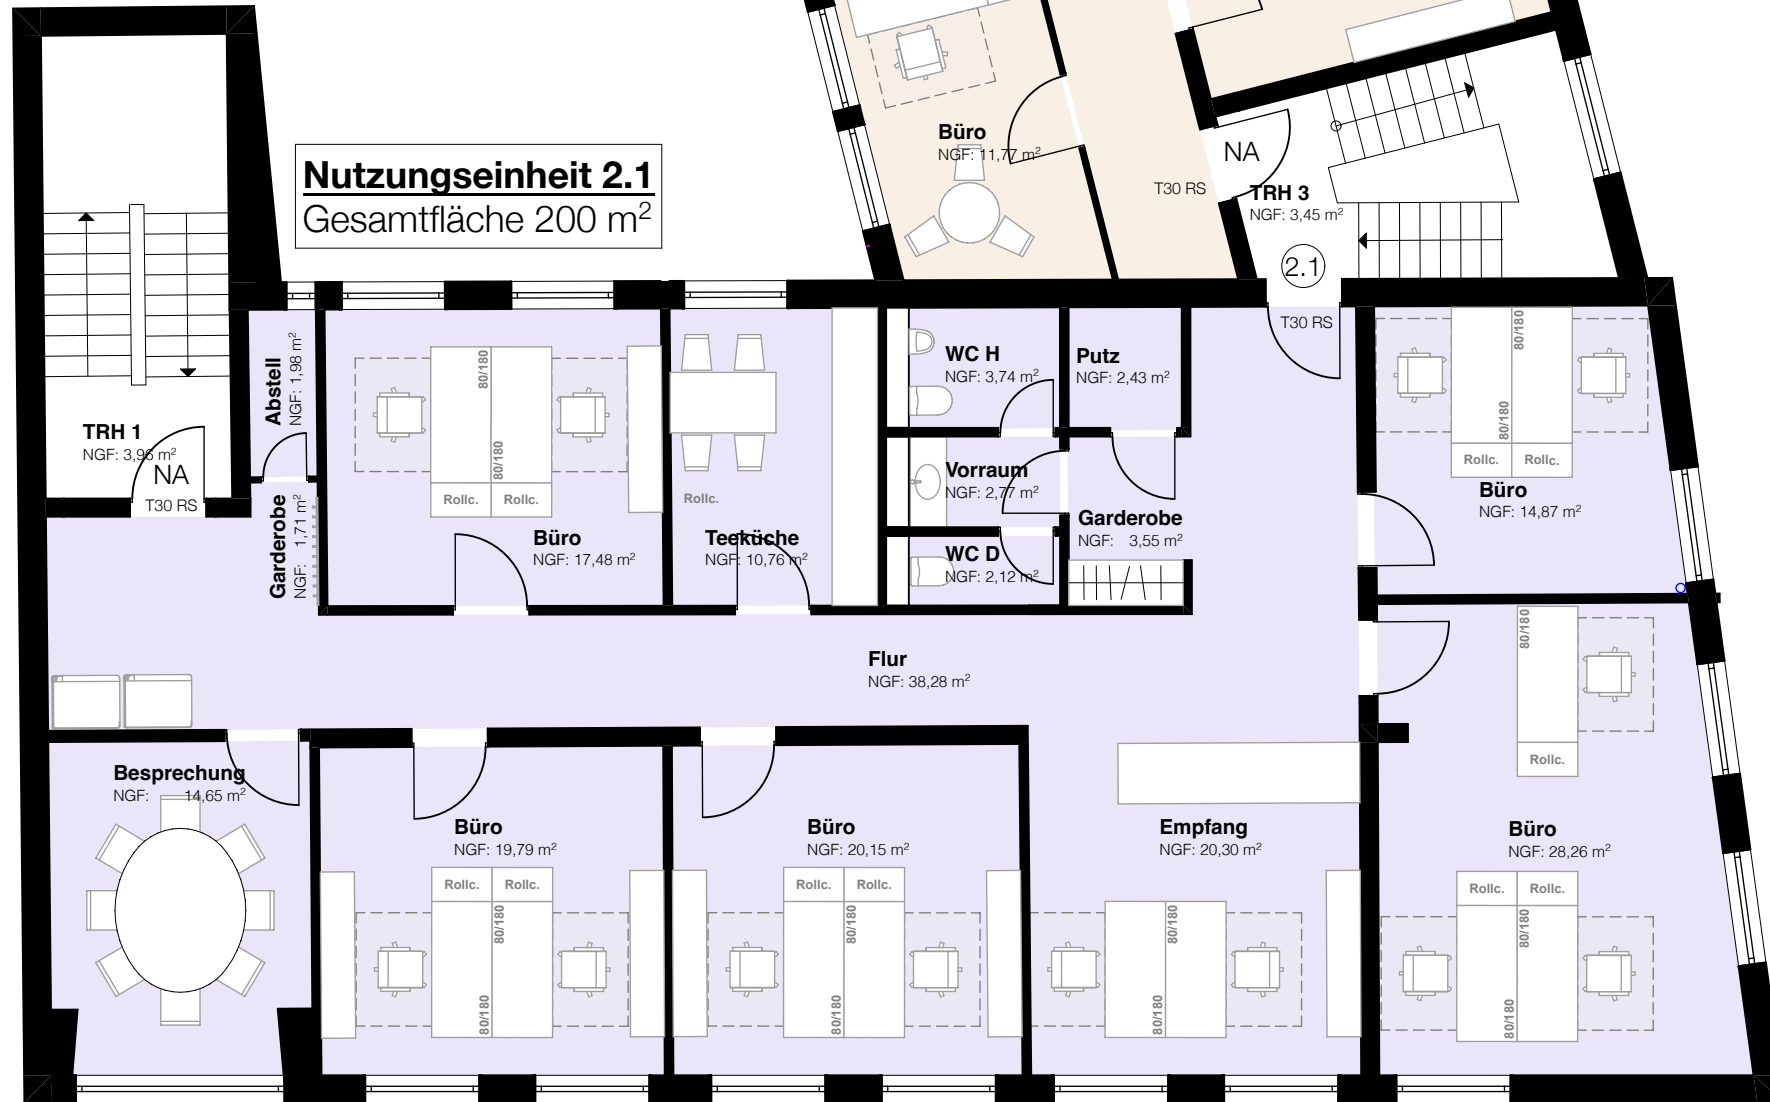 Nutzungseinheit 2.1
Gesamtfläche 200 m²
Büro
NGF: 11,77 m²
NA
T30 RS
TRH 3
NGF: 3,45 m²
2.1
T30 RS
TRH 1
NGF: 3,96 m²
NA
T30 RS
Abstell
NGF: 1,98 m²
Garderobe
NGF: 1,71 m²
80/180
80/180
Rollc.
Rollc.
Büro
NGF: 17,48 m²
Rollc.
Teeküche
NGF: 10,76 m²
WC H
NGF: 3,74 m²
Putz
NGF: 2,43 m²
Vorraum
NGF: 2,77 m²
WC D
NGF: 2,12 m²
Garderobe
NGF: 3,55 m²
80/180
80/180
Rollc.
Rollc.
Büro
NGF: 14,87 m²
Flur
NGF: 38,28 m²
80/180
Rollc.
Besprechung
NGF: 14,65 m²
Büro
NGF: 19,79 m²
Rollc.
Rollc.
80/180
80/180
Büro
NGF: 20,15 m²
Rollc.
Rollc.
80/180
80/180
Empfang
NGF: 20,30 m²
80/180
80/180
Büro
NGF: 28,26 m²
Rollc.
Rollc.
80/180
80/180